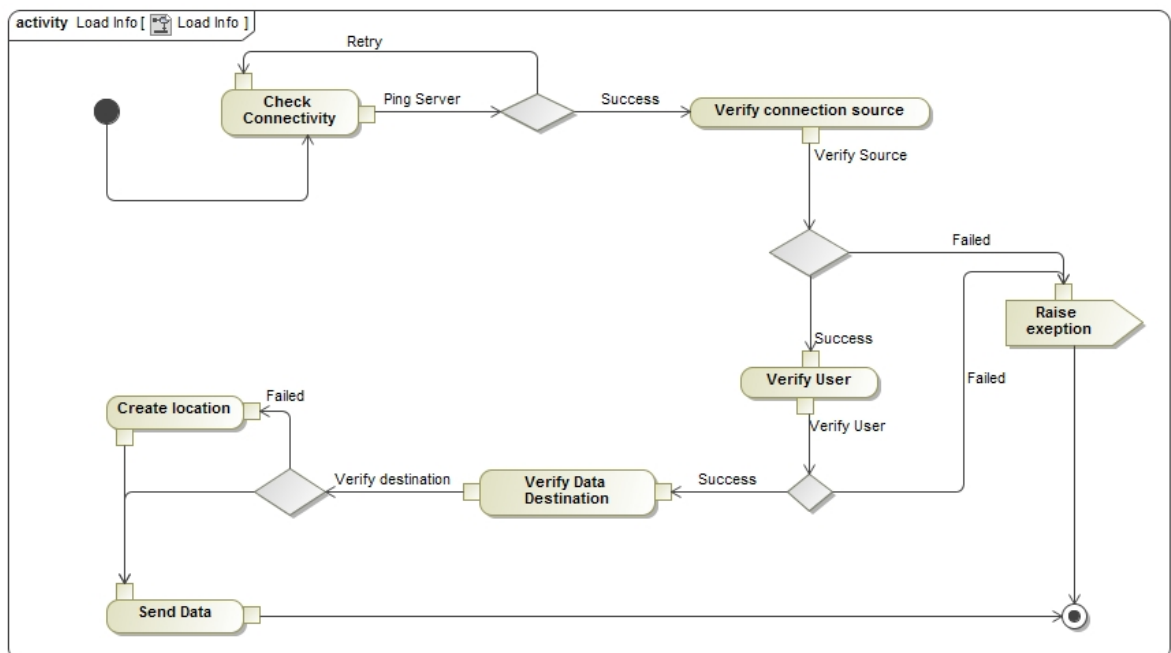 activity Load Info [ Load Info ]
Retry
Check
Connectivity
Ping Server
Success
Verify connection source
Verify Source
Failed
Raise
exeption
Success
Verify User
Failed
Verify User
Create location
Failed
Verify destination
Verify Data
Destination
Success
Send Data